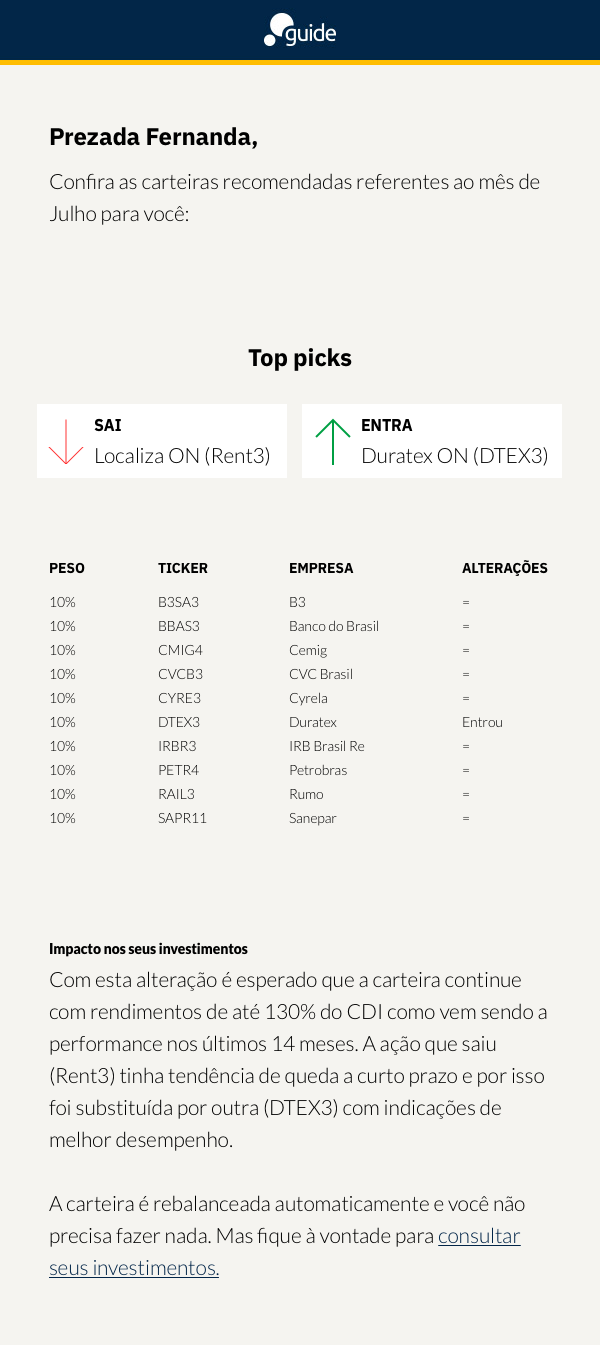 guide
Prezada Fernanda,
Confira as carteiras recomendadas referentes ao mês de
Julho para você:
Top picks
SAI
Localiza ON (Rent3)
ENTRA
Duratex ON (DTEX3)
PESO TICKER EMPRESA ALTERAÇÕES
10% B3SA3 B3 =
10% BBAS3 Banco do Brasil =
10% CMIG4 Cemig =
10% CVCB3 CVC Brasil =
10% CYRE3 Cyrela =
10% DTEX3 Duratex Entrou
10% IRBR3 IRB Brasil Re =
10% PETR4 Petrobras =
10% RAIL3 Rumo =
10% SAPR11 Sanepar =
Impacto nos seus investimentos
Com esta alteração é esperado que a carteira continue
com rendimentos de até 130% do CDI como vem sendo a
performance nos últimos 14 meses. A ação que saiu
(Rent3) tinha tendência de queda a curto prazo e por isso
foi substituída por outra (DTEX3) com indicações de
melhor desempenho.
A carteira é rebalanceada automaticamente e você não
precisa fazer nada. Mas fique à vontade para consultar
seus investimentos.